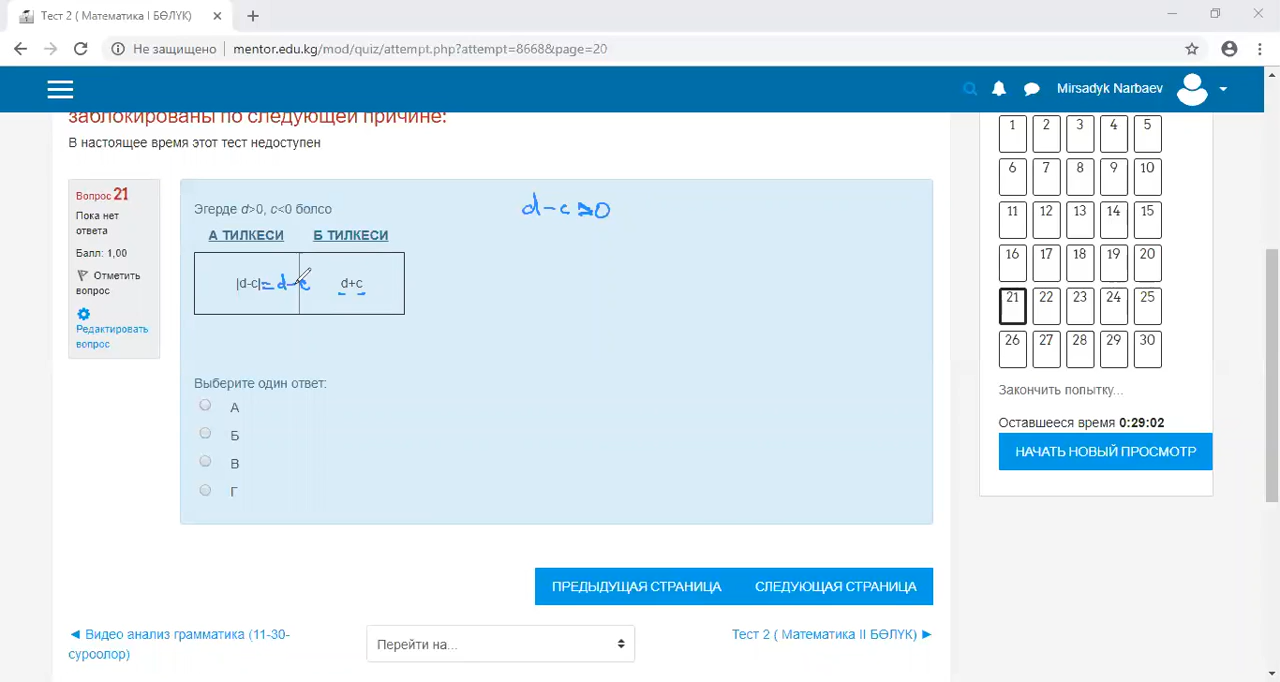 Тест 2 ( Математика I БӨЛҮК)
Не защищено
mentor.edu.kg/mod/quiz/attempt.php?attempt=8668&page=20
Mirsadyk Narbaev
заблокированы по следующей причине:
В настоящее время этот тест недоступен
Вопрос 21
Пока нет
ответа
Балл: 1,00
Отметить
вопрос
Редактировать
вопрос
Эгерде d>0, c<0 болсо
d-c>0
А ТИЛКЕСИ Б ТИЛКЕСИ
|d-c|=d-c d+c
Выберите один ответ:
А
Б
В
Г
ПРЕДЫДУЩАЯ СТРАНИЦА СЛЕДУЮЩАЯ СТРАНИЦА
◄ Видео анализ грамматика (11-30-
суроолор)
Перейти на...
Тест 2 ( Математика II БӨЛҮК) ►
1 2 3 4 5
6 7 8 9 10
11 12 13 14 15
16 17 18 19 20
21 22 23 24 25
26 27 28 29 30
Закончить попытку...
Оставшееся время 0:29:02
НАЧАТЬ НОВЫЙ ПРОСМОТР